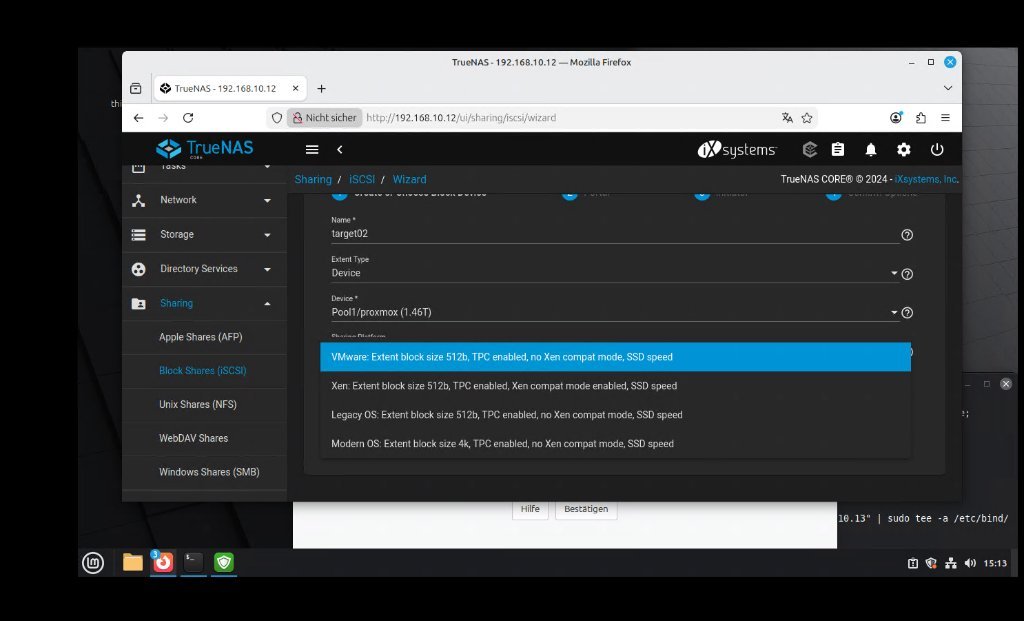 TrueNAS - 192.168.10.12 — Mozilla Firefox
TrueNAS - 192.168.10.12
Nicht sicher http://192.168.10.12/ui/sharing/iscsi/wizard
TrueNAS
CORE
iXsystems
Sharing / iSCSI / Wizard
TrueNAS CORE® © 2024 - iXsystems, Inc.
Tasks
Network
Storage
Directory Services
Sharing
Apple Shares (AFP)
Block Shares (iSCSI)
Unix Shares (NFS)
WebDAV Shares
Windows Shares (SMB)
Name *
target02
Extent Type
Device
Device *
Pool1/proxmox (1.46T)
Sharing Platform
VMware: Extent block size 512b, TPC enabled, no Xen compat mode, SSD speed
Xen: Extent block size 512b, TPC enabled, Xen compat mode enabled, SSD speed
Legacy OS: Extent block size 512b, TPC enabled, no Xen compat mode, SSD speed
Modern OS: Extent block size 4k, TPC enabled, no Xen compat mode, SSD speed
Hilfe
Bestätigen
10.13" | sudo tee -a /etc/bind/
3
15:13